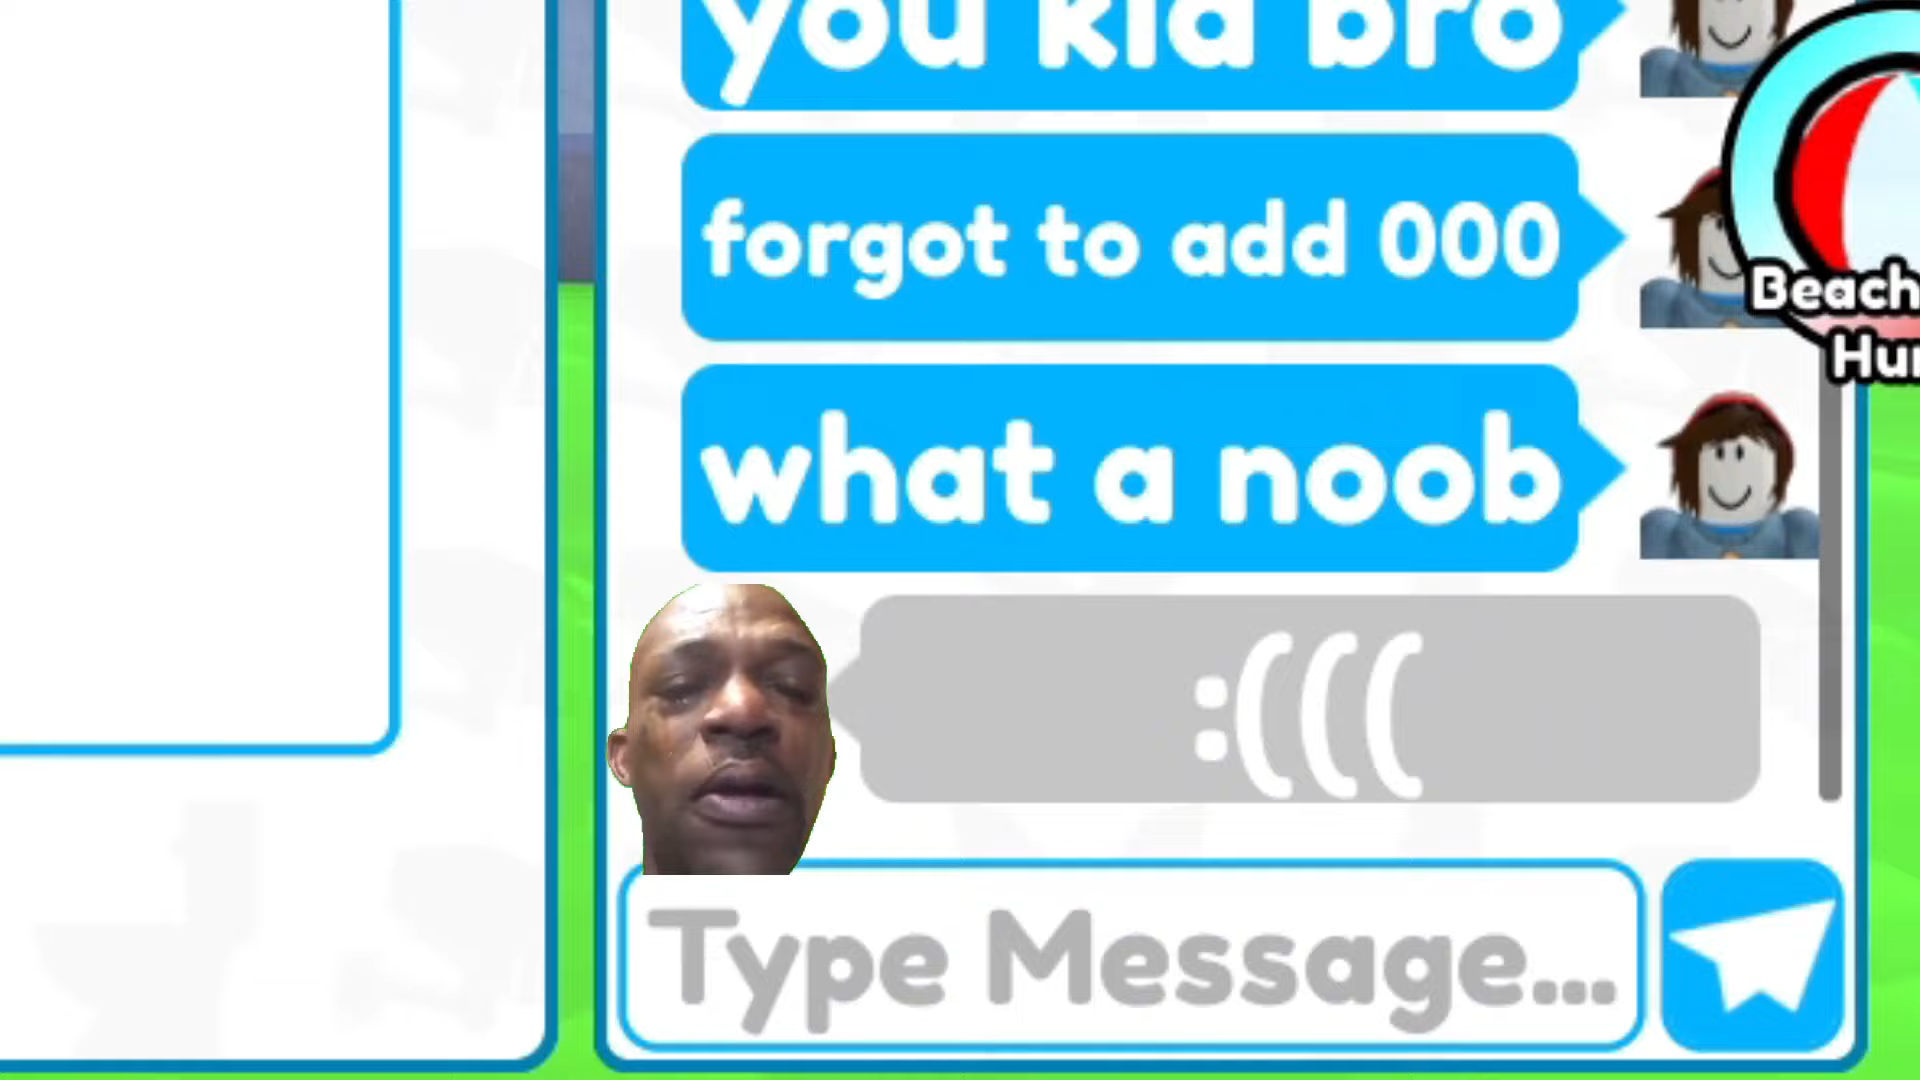 you kid bro
forgot to add 000
what a noob
:(((
Type Message...
Beach